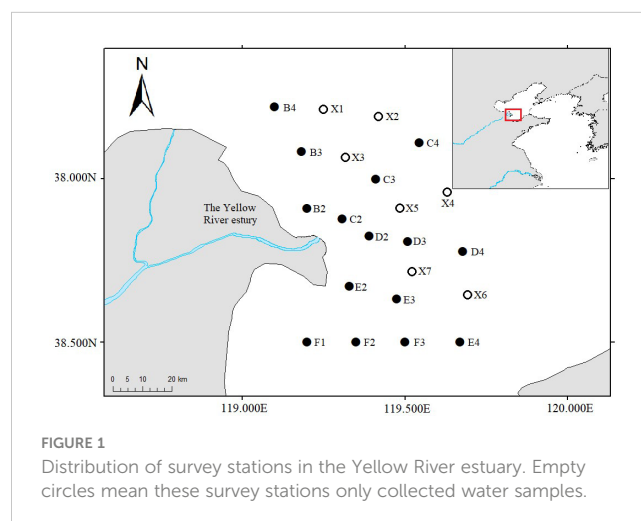 N
B4
X1
X2
C4
B3
X3
38.000N
C3
X4
B2
X5
The Yellow
River estury
C2
D2
D3
D4
X7
E2
E3
X6
38.500N
F1
F2
F3
E4
0 5 10 20 km
119.000E
119.500E
120.000E
FIGURE 1
Distribution of survey stations in the Yellow River estuary. Empty
circles mean these survey stations only collected water samples.